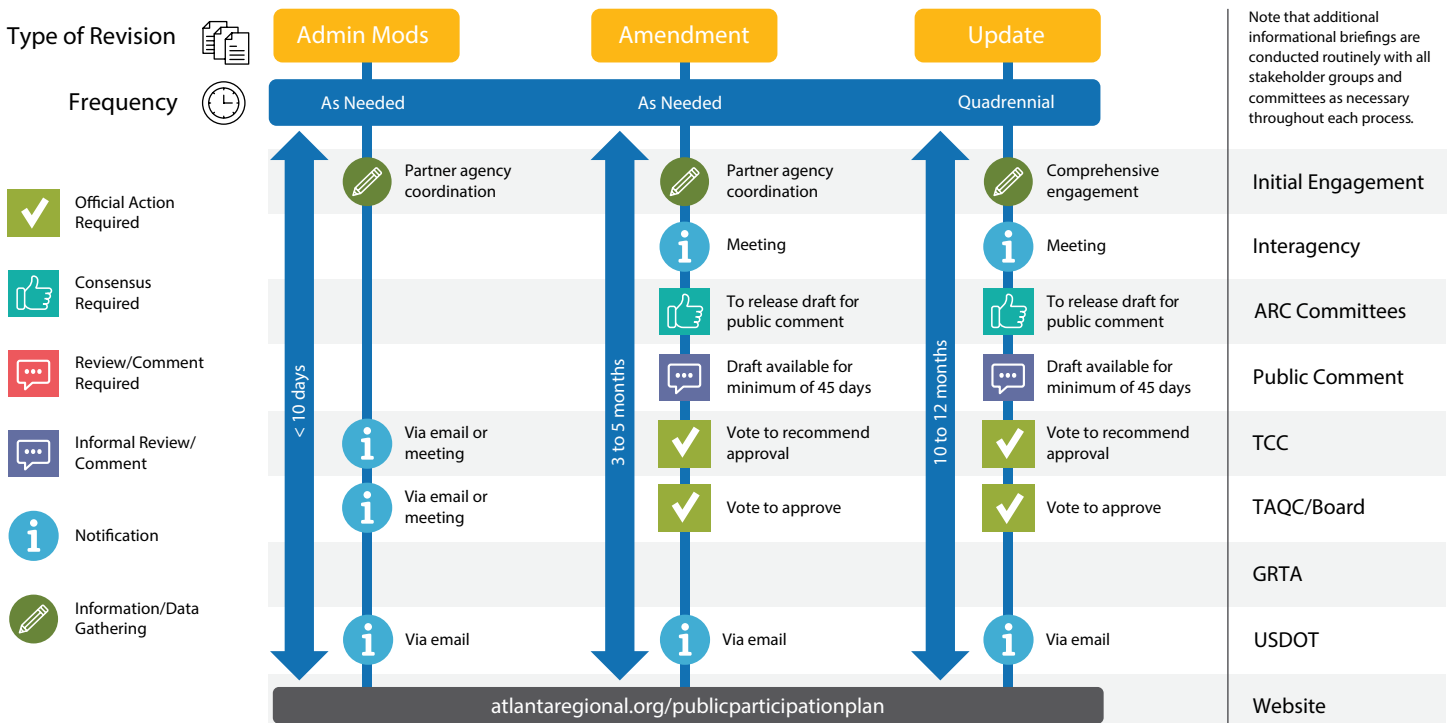 Type of Revision
Admin Mods
Amendment
Update
Note that additional
informational briefings are
conducted routinely with all
stakeholder groups and
committees as necessary
throughout each process.
Frequency
As Needed
As Needed
Quadrennial
Official Action
Required
Consensus
Required
Review/Comment
Required
Informal Review/
Comment
Notification
Information/Data
Gathering
< 10 days
3 to 5 months
10 to 12 months
Partner agency
coordination
Partner agency
coordination
Comprehensive
engagement
Initial Engagement
Meeting
Meeting
Interagency
To release draft for
public comment
To release draft for
public comment
ARC Committees
Draft available for
minimum of 45 days
Draft available for
minimum of 45 days
Public Comment
Via email or
meeting
Vote to recommend
approval
Vote to recommend
approval
TCC
Via email or
meeting
Vote to approve
Vote to approve
TAQC/Board
GRTA
Via email
Via email
Via email
USDOT
atlantaregional.org/publicparticipationplan
Website